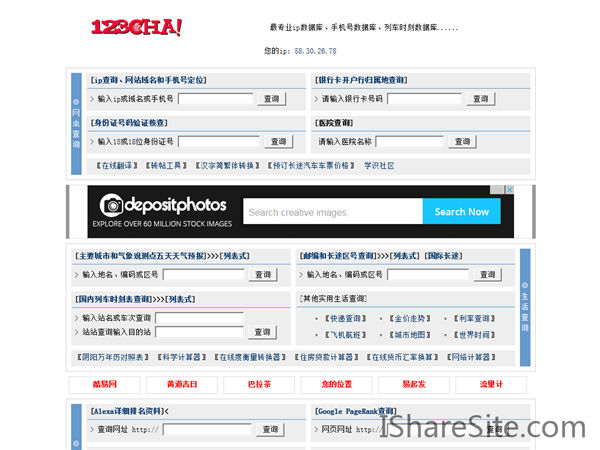 123CHA!
最专业ip数据库、手机号数据库、列车时刻数据库......
您的ip: 58.30.26.78
[ip查询、网站域名和手机号定位]
[银行卡开户行归属地查询]
> 输入ip或域名或手机号 查询
> 请输入银行卡号码 查询
◎网虫查询
[身份证号码验证核查]
[医院查询]
> 输入15或18位身份证号 查询
请输入医院名称 查询
【在线翻译】【转帖工具】【汉字简繁体转换】【预订长途汽车车票价格】 学识社区
depositphotos
EXPLORE OVER 60 MILLION STOCK IMAGES
Search creative images
Search Now
[主要城市和气象观测点五天天气预报]>>>[列表式]
[邮编和长途区号查询]>>>[列表式] [国际长途]
> 输入地名、编码或区号 查询
> 输入地名、编码或区号 查询
◎生活查询
[国内列车时刻表查询]>>>[列表式]
[其他实用生活查询]
> 输入站名或车次查询
> 站站查询输入目的站 查询
·【快递查询】 ·【金价走势】 ·【利率查询】
·【飞机航班】 ·【城市地图】 ·【世界时间】
【阴阳万年历对照表】【科学计算器】【在线度衡量转换器】【住房贷款计算器】【在线货币汇率换算】【网络计算器】
酷易网 黄道吉日 巴拉茶 您的位置 易起发 流量计
[Alexa详细排名资料]<
[Google PageRank查询]
> 查询网址 http:// 查询
> 网页网址 http:// 查询
◎
IShareSite.com